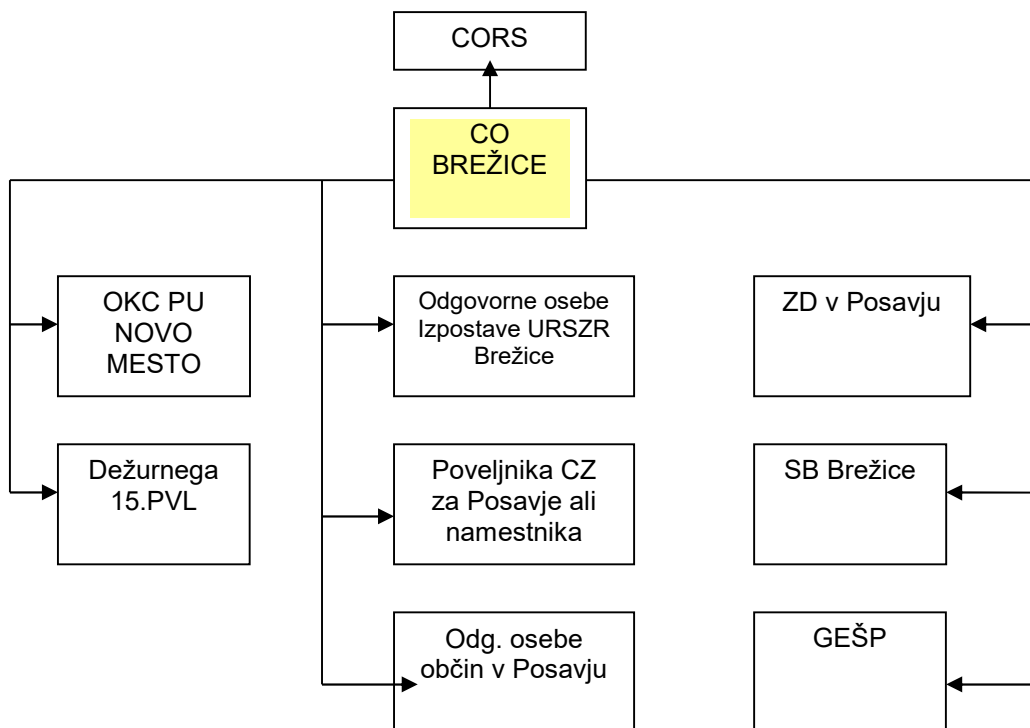 CORS
CO
BREŽICE
OKC PU
NOVO
MESTO
Odgovorne osebe
Izpostave URSZR
Brežice
ZD v Posavju
Dežurnega
15.PVL
Poveljnika CZ
za Posavje ali
namestnika
SB Brežice
Odg. osebe
občin v Posavju
GEŠP